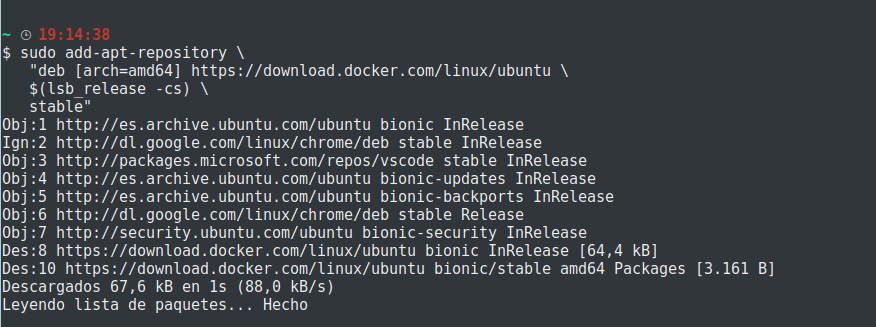 ~ 🕒 19:14:38
$ sudo add-apt-repository \
   "deb [arch=amd64] https://download.docker.com/linux/ubuntu \
   $(lsb_release -cs) \
   stable"
Obj:1 http://es.archive.ubuntu.com/ubuntu bionic InRelease
Ign:2 http://dl.google.com/linux/chrome/deb stable InRelease
Obj:3 http://packages.microsoft.com/repos/vscode stable InRelease
Obj:4 http://es.archive.ubuntu.com/ubuntu bionic-updates InRelease
Obj:5 http://es.archive.ubuntu.com/ubuntu bionic-backports InRelease
Obj:6 http://dl.google.com/linux/chrome/deb stable Release
Obj:7 http://security.ubuntu.com/ubuntu bionic-security InRelease
Des:8 https://download.docker.com/linux/ubuntu bionic InRelease [64,4 kB]
Des:10 https://download.docker.com/linux/ubuntu bionic/stable amd64 Packages [3.161 B]
Descargados 67,6 kB en 1s (88,0 kB/s)
Leyendo lista de paquetes... Hecho